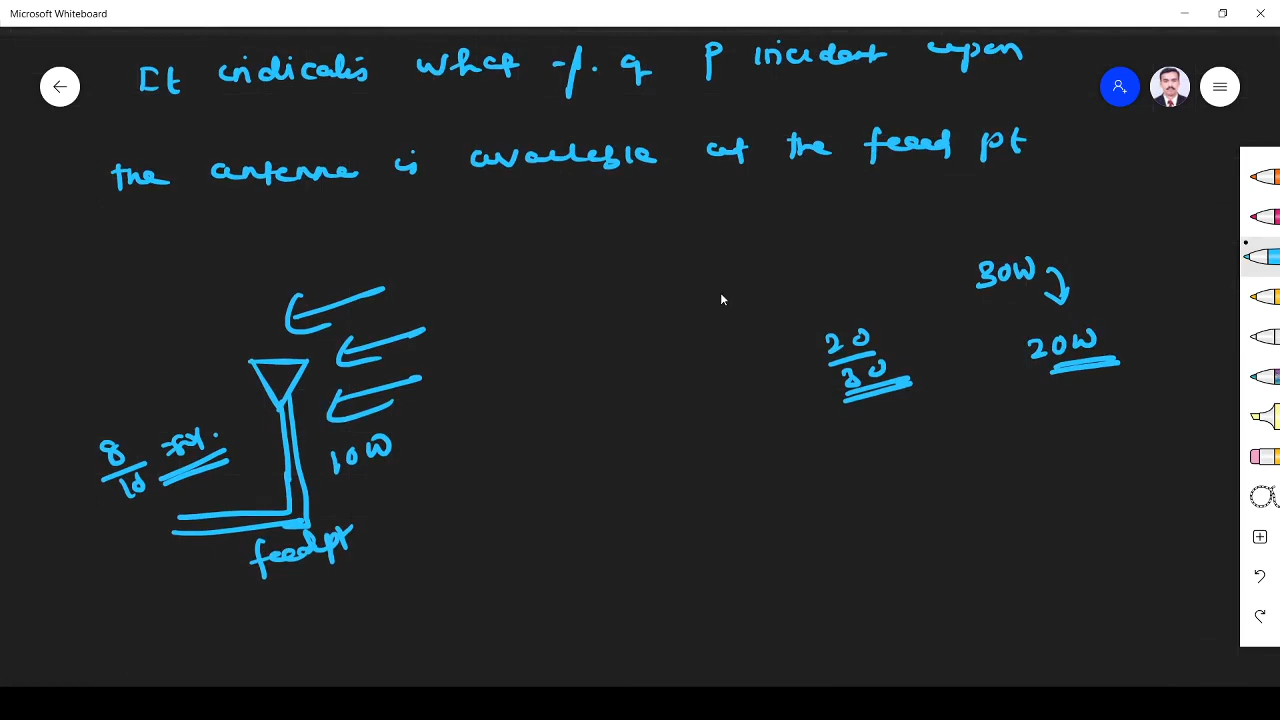 Microsoft Whiteboard
It indicates what -/. of P incident upon
the antenna is available at the feed pt
30W
20W
20
30
10W
8
10
feed pt